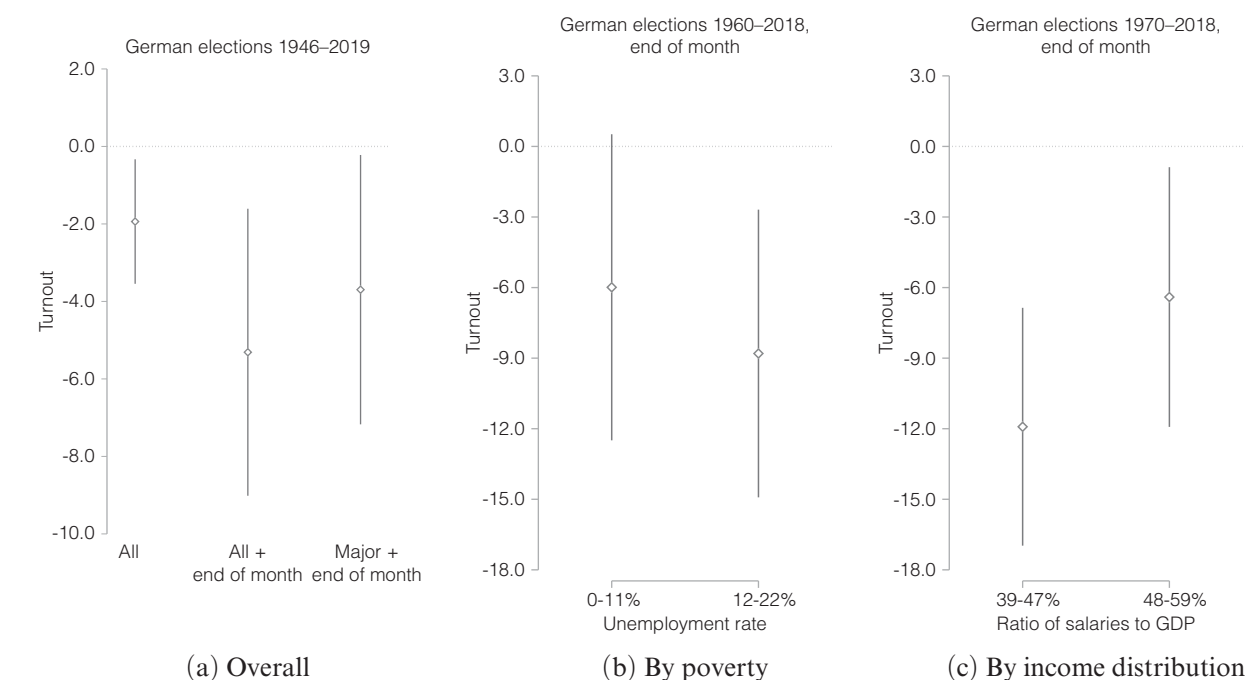 German elections 1946–2019
2.0
0.0
-2.0
-4.0
-6.0
-8.0
-10.0
Turnout
All
All +
end of month
Major +
end of month
(a) Overall
German elections 1960–2018,
end of month
3.0
0.0
-3.0
-6.0
-9.0
-12.0
-15.0
-18.0
Turnout
0-11%
12-22%
Unemployment rate
(b) By poverty
German elections 1970–2018,
end of month
3.0
0.0
-3.0
-6.0
-9.0
-12.0
-15.0
-18.0
Turnout
39-47%
48-59%
Ratio of salaries to GDP
(c) By income distribution